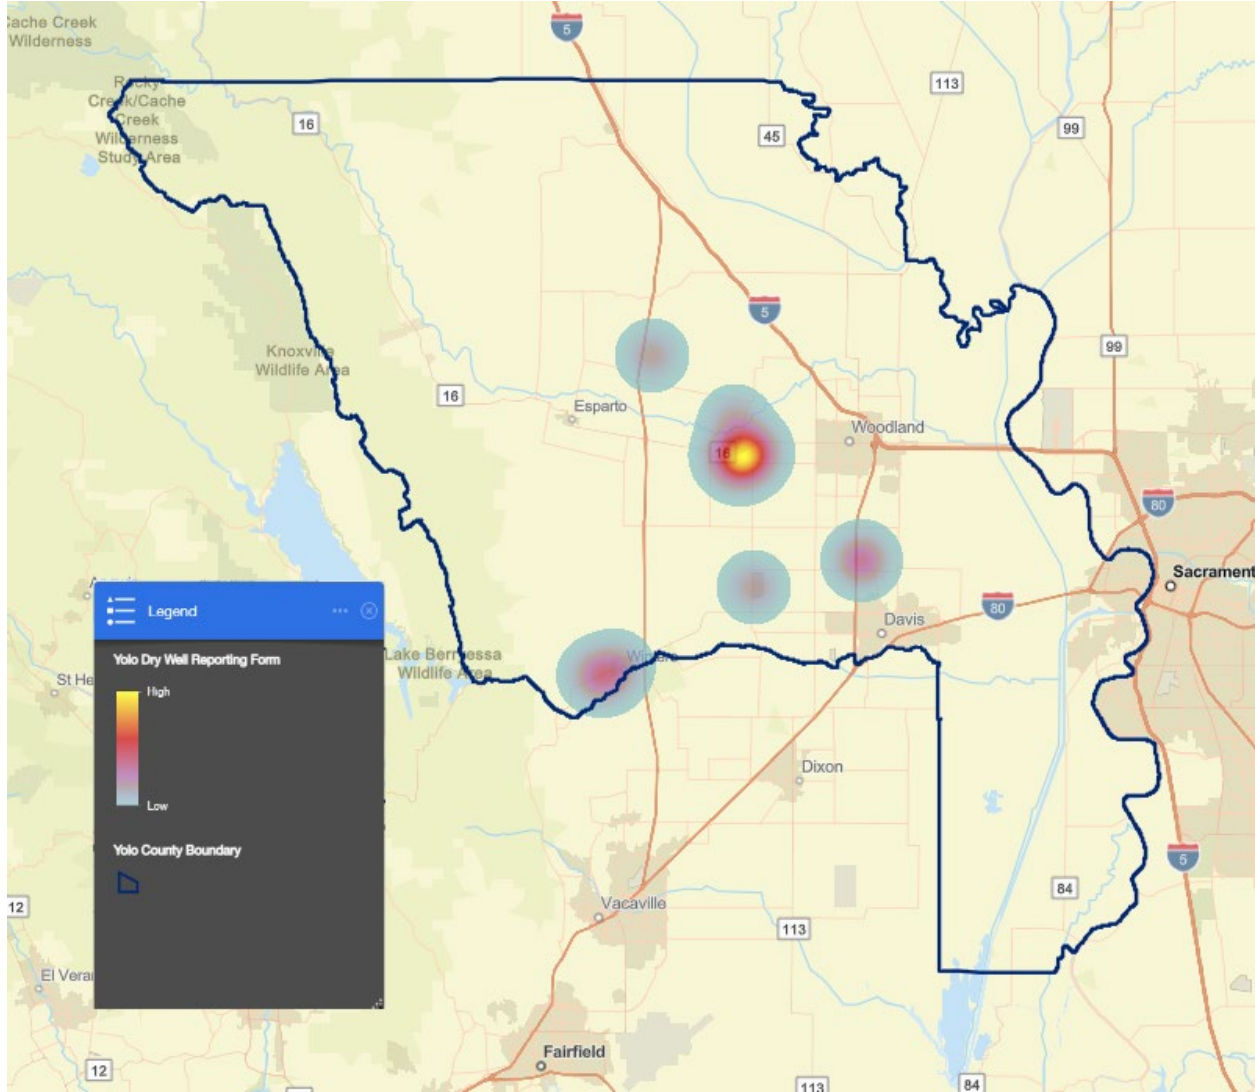 Cache Creek
Wilderness
5
113
Rocky
Creek/Cache
Creek
Wilderness
Study Area
16
45
99
5
99
Knoxville
Wildlife Area
16
Esparto
Woodland
16
80
Sacrament
80
Davis
Legend
Winters
Lake Berryessa
Wildlife Area
Yolo Dry Well Reporting Form
St He
High
Dixon
Low
Yolo County Boundary
5
84
12
Vacaville
113
El Vera
Fairfield
12
113
84